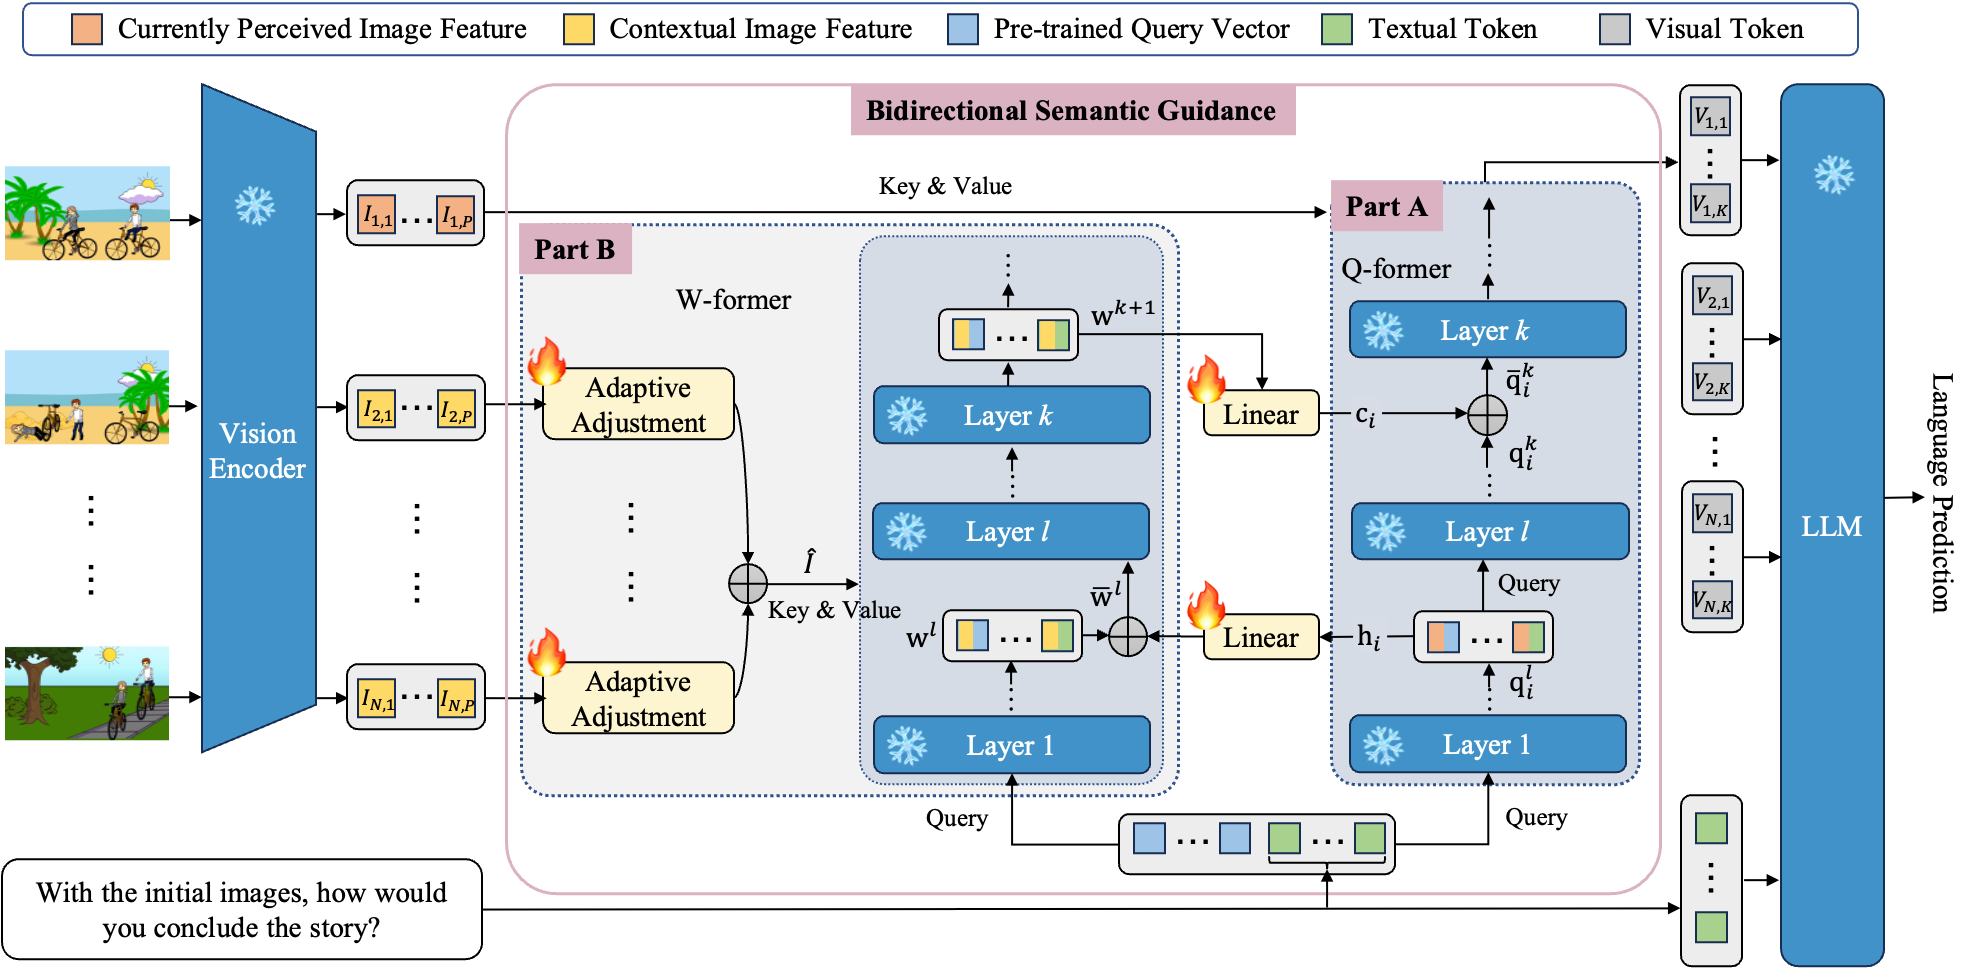 Currently Perceived Image Feature
Contextual Image Feature
Pre-trained Query Vector
Textual Token
Visual Token
Bidirectional Semantic Guidance
Vision
Encoder
I_{1,1} ... I_{1,P}
I_{2,1} ... I_{2,P}
I_{N,1} ... I_{N,P}
Key & Value
Part B
W-former
Adaptive
Adjustment
Adaptive
Adjustment
Î
Key & Value
w^{k+1}
Layer k
Layer l
w̄^l
w^l
Layer 1
Query
Linear
c_i
Linear
h_i
Part A
Q-former
Layer k
q̄_i^k
q_i^k
Layer l
Query
q_i^l
Layer 1
Query
V_{1,1}
V_{1,K}
V_{2,1}
V_{2,K}
V_{N,1}
V_{N,K}
LLM
Language Prediction
With the initial images, how would
you conclude the story?